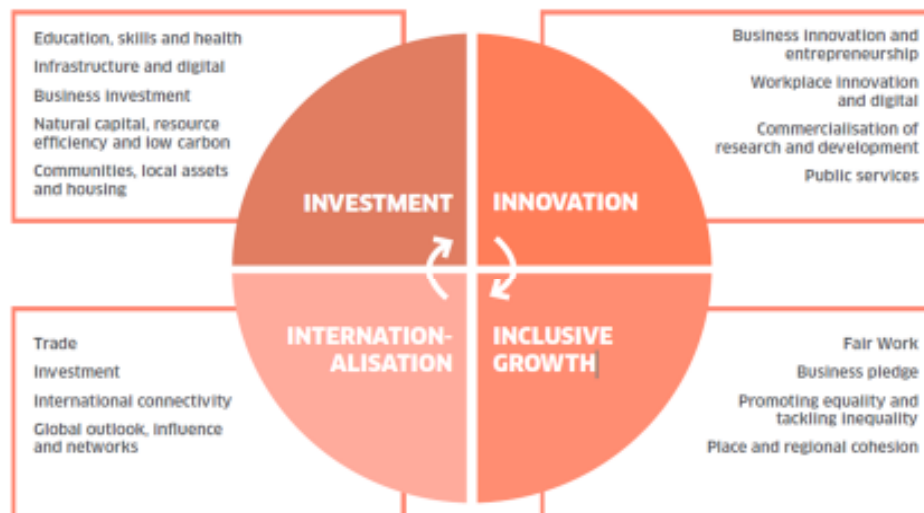 Education, skills and health
Infrastructure and digital
Business investment
Natural capital, resource
efficiency and low carbon
Communities, local assets
and housing
INVESTMENT
INNOVATION
Business innovation and
entrepreneurship
Workplace innovation
and digital
Commercialisation of
research and development
Public services
Trade
Investment
International connectivity
Global outlook, influence
and networks
INTERNATION-
ALISATION
INCLUSIVE
GROWTH
Fair Work
Business pledge
Promoting equality and
tackling inequality
Place and regional cohesion